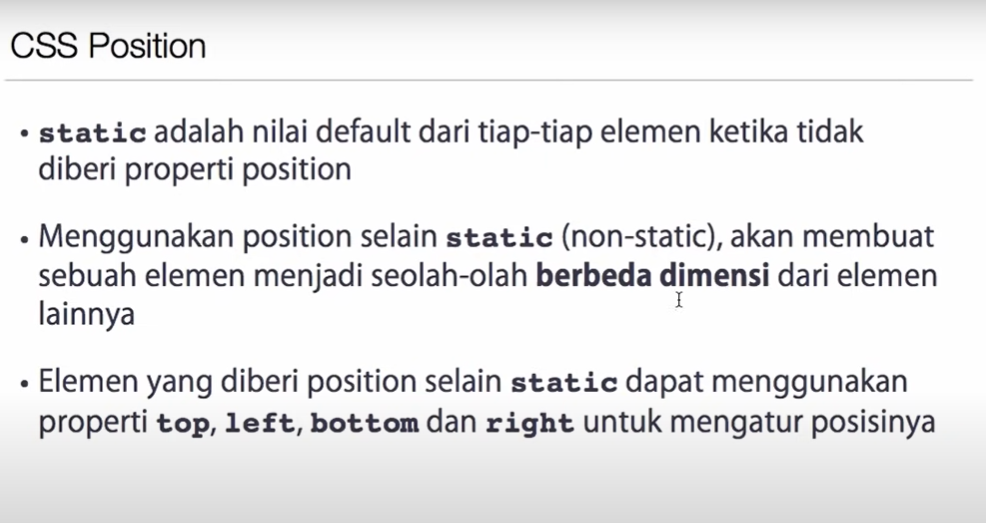 CSS Position
• static adalah nilai default dari tiap-tiap elemen ketika tidak
diberi properti position
• Menggunakan position selain static (non-static), akan membuat
sebuah elemen menjadi seolah-olah berbeda dimensi dari elemen
lainnya
• Elemen yang diberi position selain static dapat menggunakan
properti top, left, bottom dan right untuk mengatur posisinya